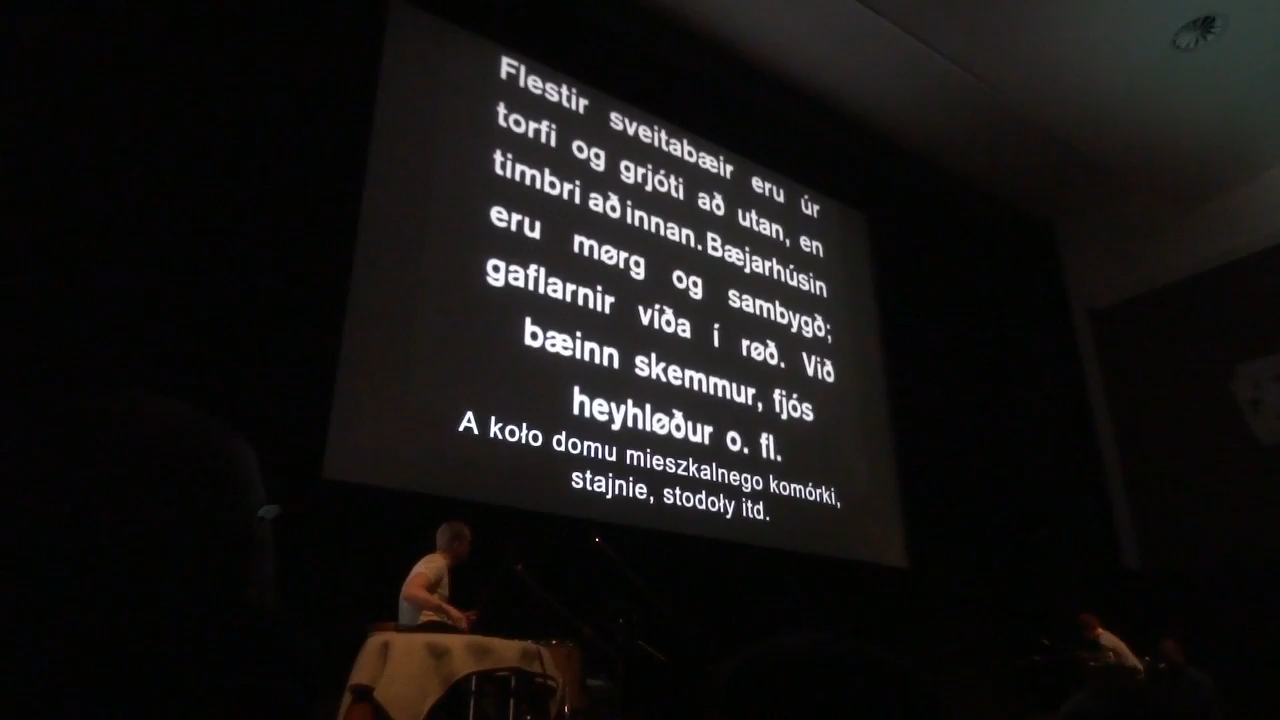 Flestir sveitabæir eru úr
torfi og grjóti að utan, en
timbri að innan. Bæjarhúsin
eru mørg og sambygð;
gaflarnir víða í røð. Við
bæinn skemmur, fjós
heyhløður o. fl.
A koło domu mieszkalnego komórki,
stajnie, stodoły itd.